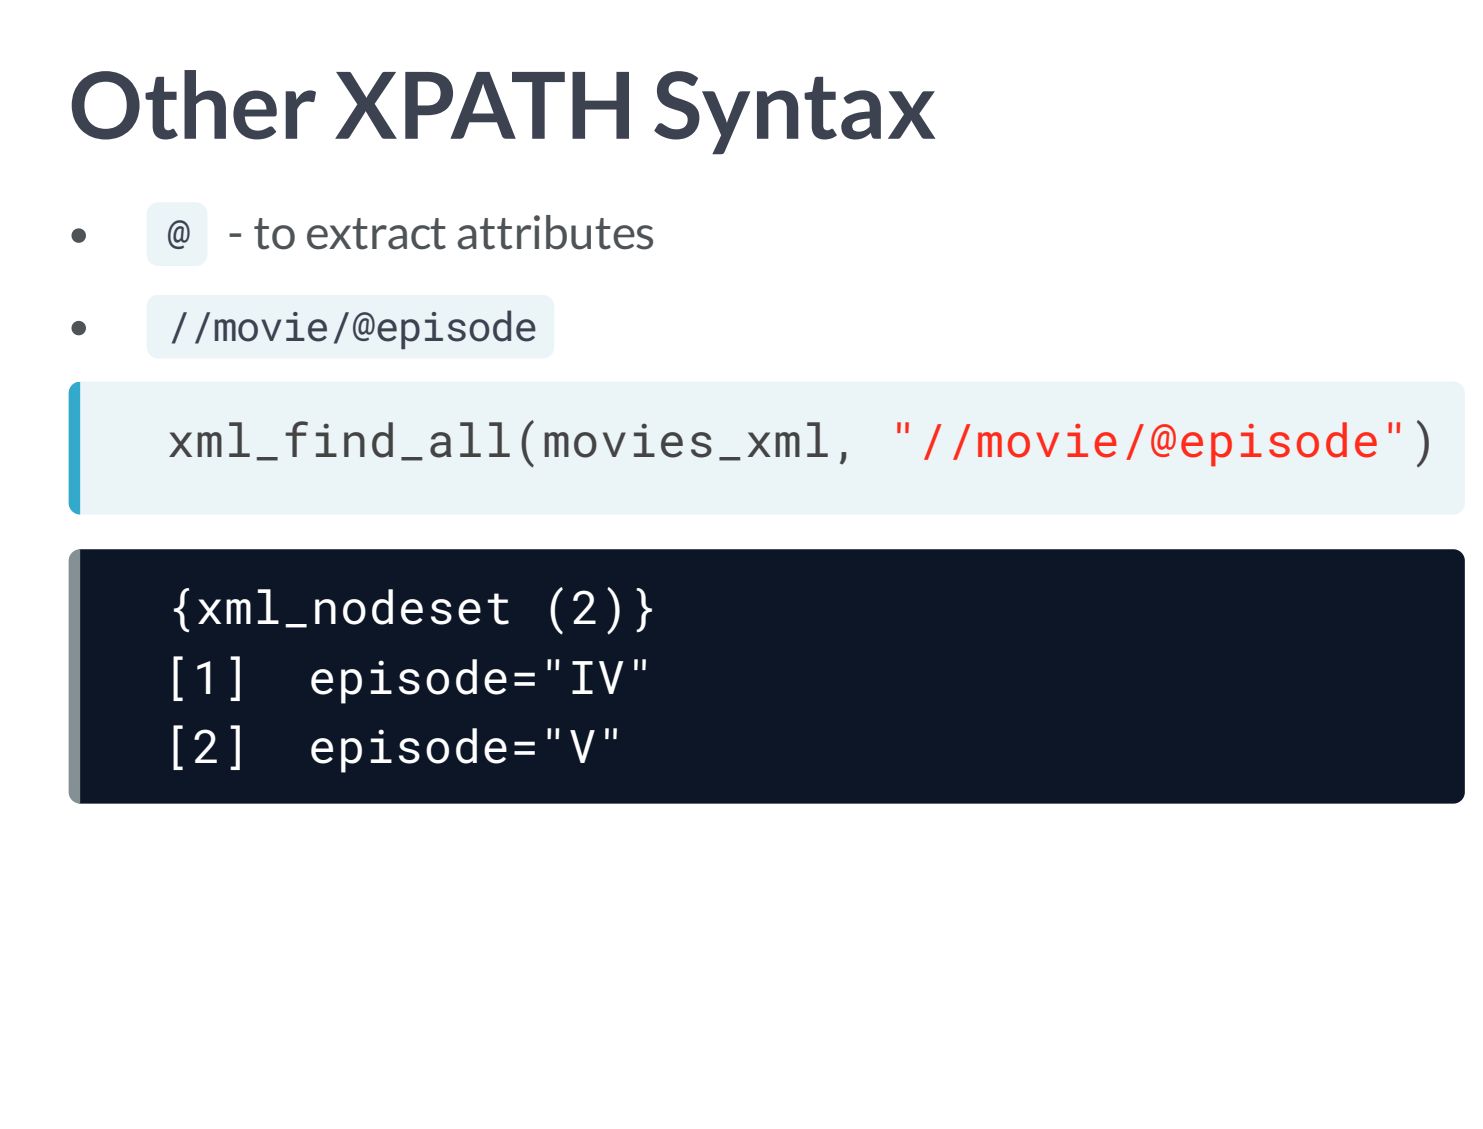 Other XPATH Syntax
• @ - to extract attributes
• //movie/@episode
xml_find_all(movies_xml, "//movie/@episode")
{xml_nodeset (2)}
[1]  episode="IV"
[2]  episode="V"